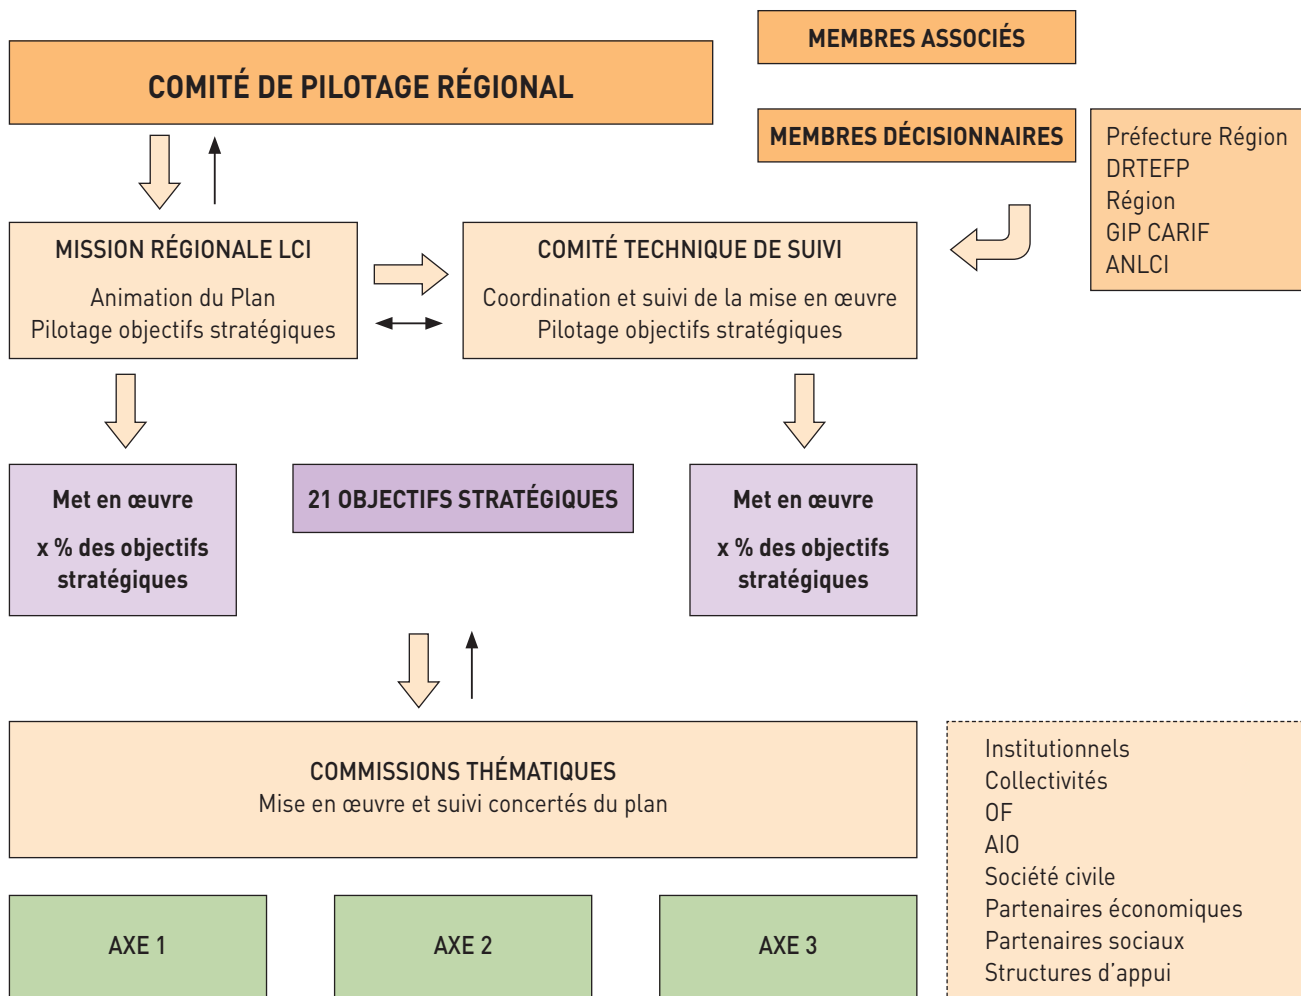 COMITÉ DE PILOTAGE RÉGIONAL
MEMBRES ASSOCIÉS
MEMBRES DÉCISIONNAIRES
Préfecture Région
DRTEFP
Région
GIP CARIF
ANLCI
MISSION RÉGIONALE LCI
Animation du Plan
Pilotage objectifs stratégiques
COMITÉ TECHNIQUE DE SUIVI
Coordination et suivi de la mise en œuvre
Pilotage objectifs stratégiques
Met en œuvre
x % des objectifs
stratégiques
21 OBJECTIFS STRATÉGIQUES
Met en œuvre
x % des objectifs
stratégiques
COMMISSIONS THÉMATIQUES
Mise en œuvre et suivi concertés du plan
Institutionnels
Collectivités
OF
AIO
Société civile
Partenaires économiques
Partenaires sociaux
Structures d'appui
AXE 1
AXE 2
AXE 3